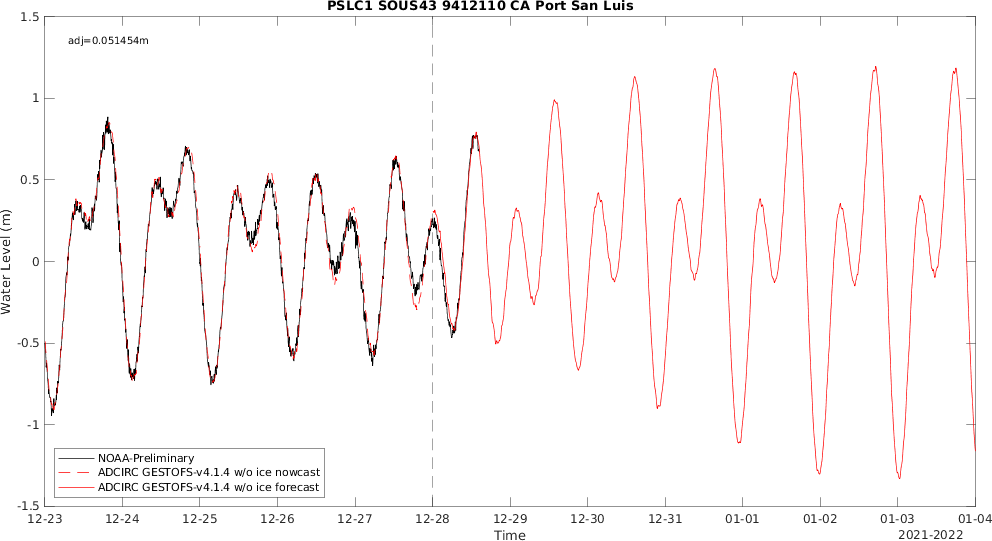 PSLC1 SOUS43 9412110 CA Port San Luis
adj=0.051454m
1.5
1
0.5
0
-0.5
-1
-1.5
Water Level (m)
NOAA-Preliminary
ADCIRC GESTOFS-v4.1.4 w/o ice nowcast
ADCIRC GESTOFS-v4.1.4 w/o ice forecast
12-23 12-24 12-25 12-26 12-27 12-28 12-29 12-30 12-31 01-01 01-02 01-03 01-04
Time
2021-2022